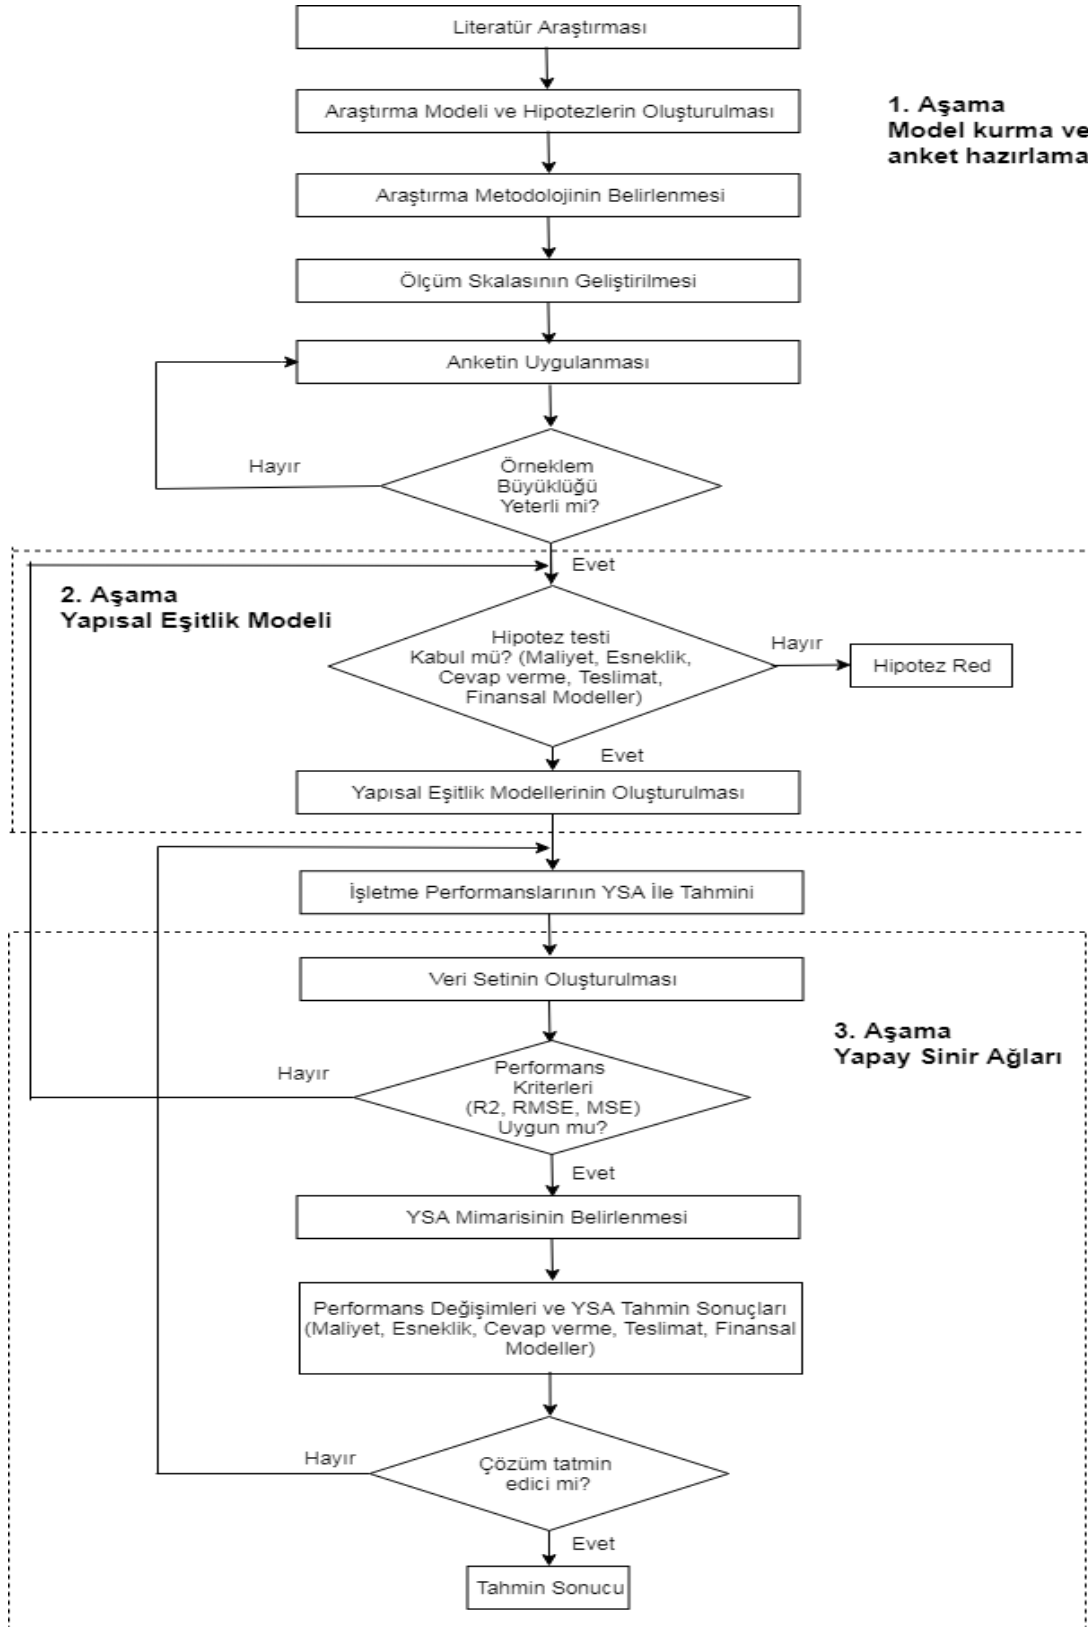 Literatür Araştırması
Araştırma Modeli ve Hipotezlerin Oluşturulması
1. Aşama
Model kurma ve
anket hazırlama
Araştırma Metodolojinin Belirlenmesi
Ölçüm Skalasının Geliştirilmesi
Anketin Uygulanması
Hayır
Örneklem
Büyüklüğü
Yeterli mi?
Evet
2. Aşama
Yapısal Eşitlik Modeli
Hipotez testi
Kabul mü? (Maliyet, Esneklik,
Cevap verme, Teslimat,
Finansal Modeller)
Hayır
Hipotez Red
Evet
Yapısal Eşitlik Modellerinin Oluşturulması
İşletme Performanslarının YSA İle Tahmini
Veri Setinin Oluşturulması
3. Aşama
Yapay Sinir Ağları
Hayır
Performans
Kriterleri
(R2, RMSE, MSE)
Uygun mu?
Evet
YSA Mimarisinin Belirlenmesi
Performans Değişimleri ve YSA Tahmin Sonuçları
(Maliyet, Esneklik, Cevap verme, Teslimat, Finansal
Modeller)
Hayır
Çözüm tatmin
edici mi?
Evet
Tahmin Sonucu